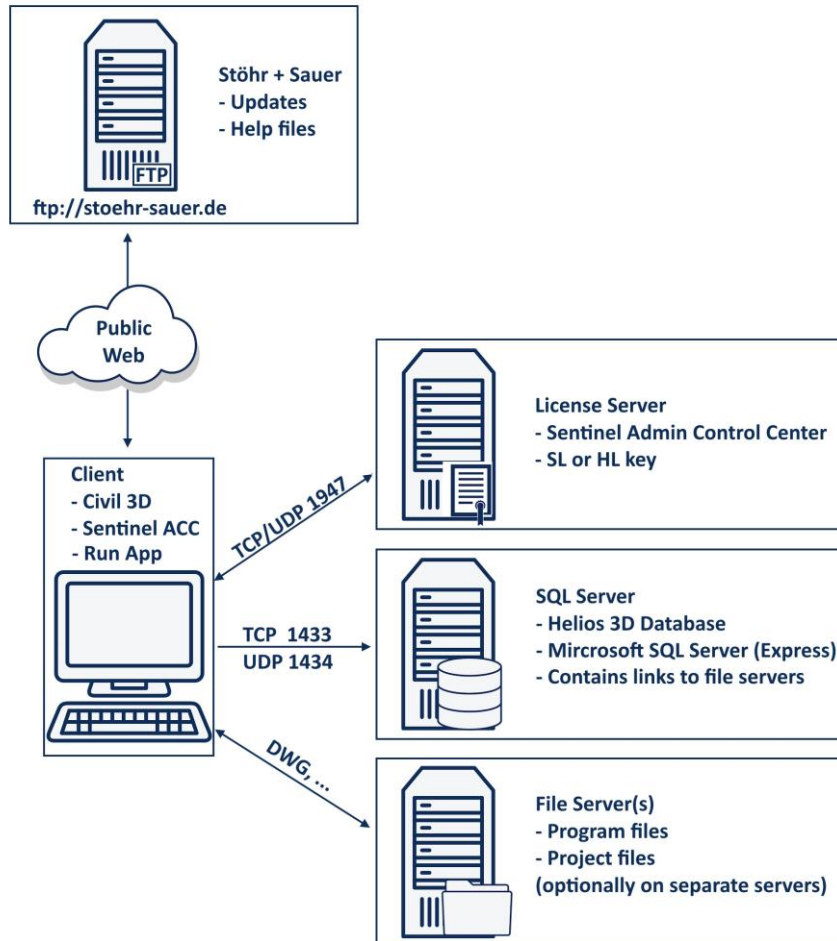 Stöhr + Sauer
- Updates
- Help files
FTP
ftp://stoehr-sauer.de
Public
Web
Client
- Civil 3D
- Sentinel ACC
- Run App
TCP/UDP 1947
License Server
- Sentinel Admin Control Center
- SL or HL key
TCP 1433
UDP 1434
SQL Server
- Helios 3D Database
- Mircrosoft SQL Server (Express)
- Contains links to file servers
DWG, ...
File Server(s)
- Program files
- Project files
(optionally on separate servers)